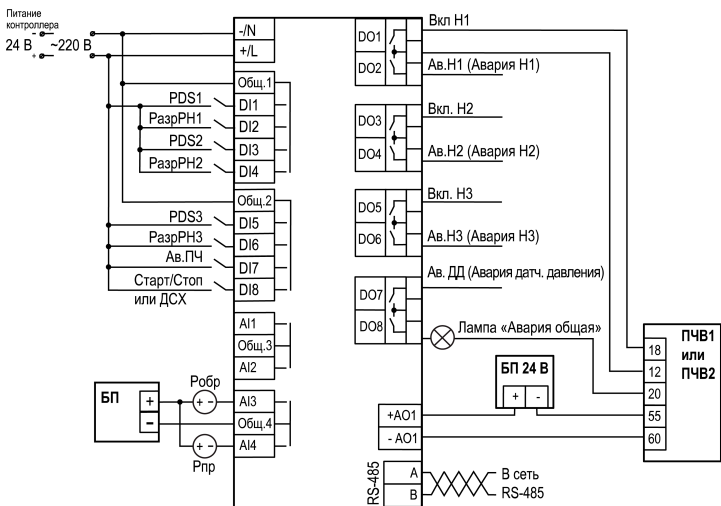 Питание
контроллера
24 В ~220 В
-
+
-/N
+/L
Общ.1
PDS1 DI1
РазрРН1 DI2
PDS2 DI3
РазрРН2 DI4
Общ.2
PDS3 DI5
РазрРН3 DI6
Ав.ПЧ DI7
Старт/Стоп DI8
или ДСХ
AI1
Общ.3
AI2
БП + -
Робр + - AI3
Общ.4
+ - AI4
Рпр
DO1 Вкл Н1
DO2 Ав.Н1 (Авария Н1)
DO3 Вкл. Н2
DO4 Ав.Н2 (Авария Н2)
DO5 Вкл. Н3
DO6 Ав.Н3 (Авария Н3)
DO7 Ав. ДД (Авария датч. давления)
DO8 Лампа «Авария общая»
БП 24 В
+ -
+AO1
- AO1
RS-485
A В сеть
B RS-485
ПЧВ1
или
ПЧВ2
18
12
20
55
60